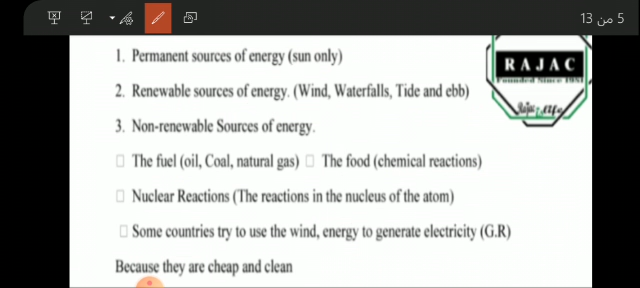 5 من 13
RAJAC
Founded Since 1981
1. Permanent sources of energy (sun only)
2. Renewable sources of energy. (Wind, Waterfalls, Tide and ebb)
3. Non-renewable Sources of energy.
The fuel (oil, Coal, natural gas) The food (chemical reactions)
Nuclear Reactions (The reactions in the nucleus of the atom)
Some countries try to use the wind, energy to generate electricity (G.R)
Because they are cheap and clean